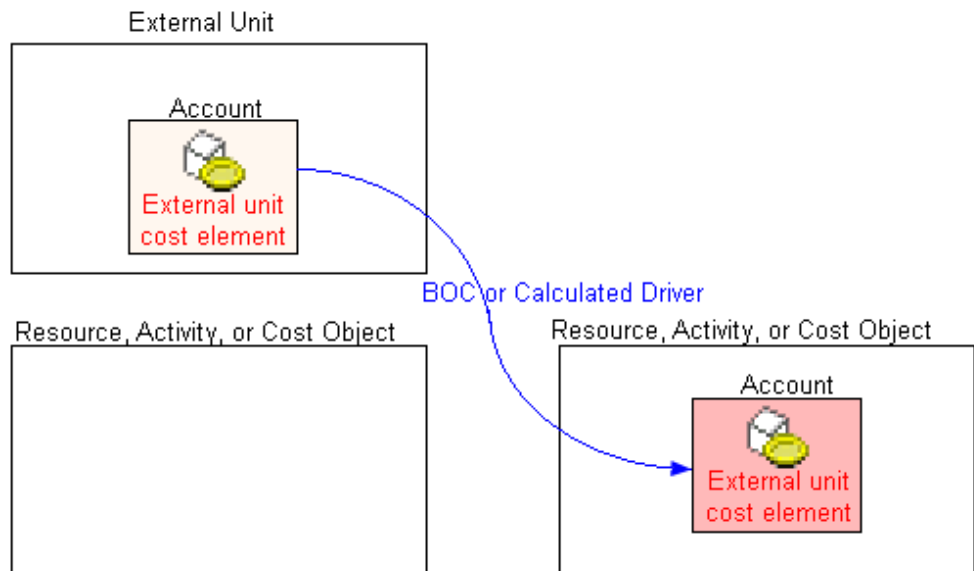 External Unit
Account
External unit
cost element
BOC or Calculated Driver
Resource, Activity, or Cost Object
Resource, Activity, or Cost Object
Account
External unit
cost element